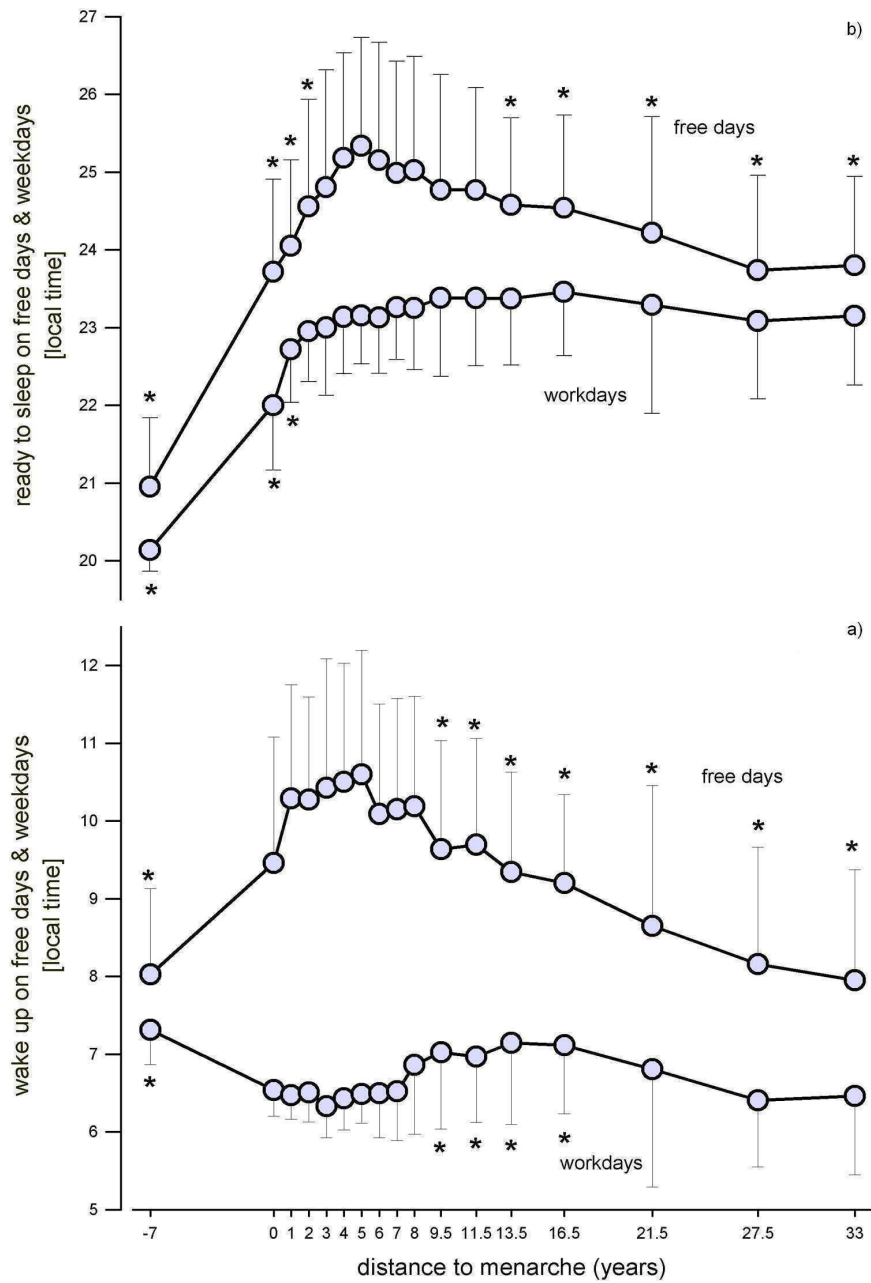 b)
ready to sleep on free days & weekdays
[local time]
27
26
25
24
23
22
21
20
free days
workdays
* * * * * * * * *
* * *
a)
wake up on free days & weekdays
[local time]
12
11
10
9
8
7
6
5
free days
workdays
* * * * * * * *
* * * * *
-7 0 1 2 3 4 5 6 7 8 9.5 11.5 13.5 16.5 21.5 27.5 33
distance to menarche (years)